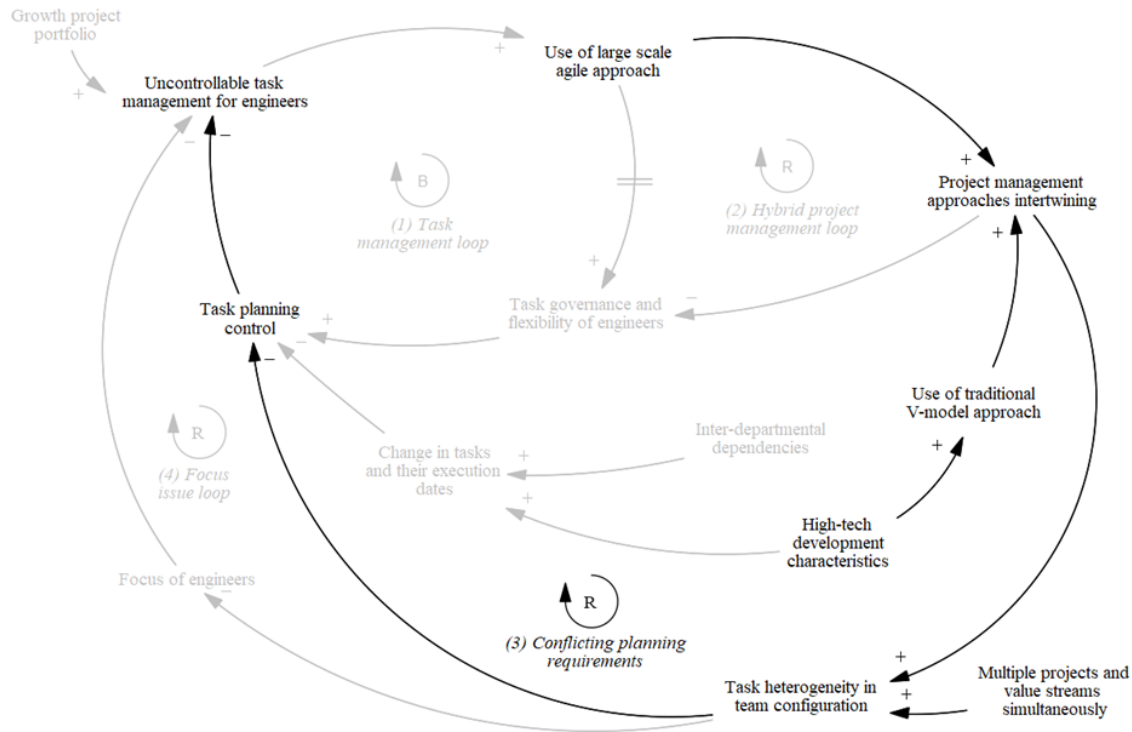 Growth project
portfolio
+
Uncontrollable task
management for engineers
+
Use of large scale
agile approach
−
−
B
(1) Task
management loop
R
(2) Hybrid project
management loop
+
Project management
approaches intertwining
+
+
Task governance and
flexibility of engineers
−
Task planning
control
+
−
−
Use of traditional
V-model approach
+
R
(4) Focus
issue loop
Change in tasks
and their execution
dates
+
+
Inter-departmental
dependencies
High-tech
development
characteristics
Focus of engineers
−
R
(3) Conflicting planning
requirements
+
Task heterogeneity in
team configuration
+
Multiple projects and
value streams
simultaneously